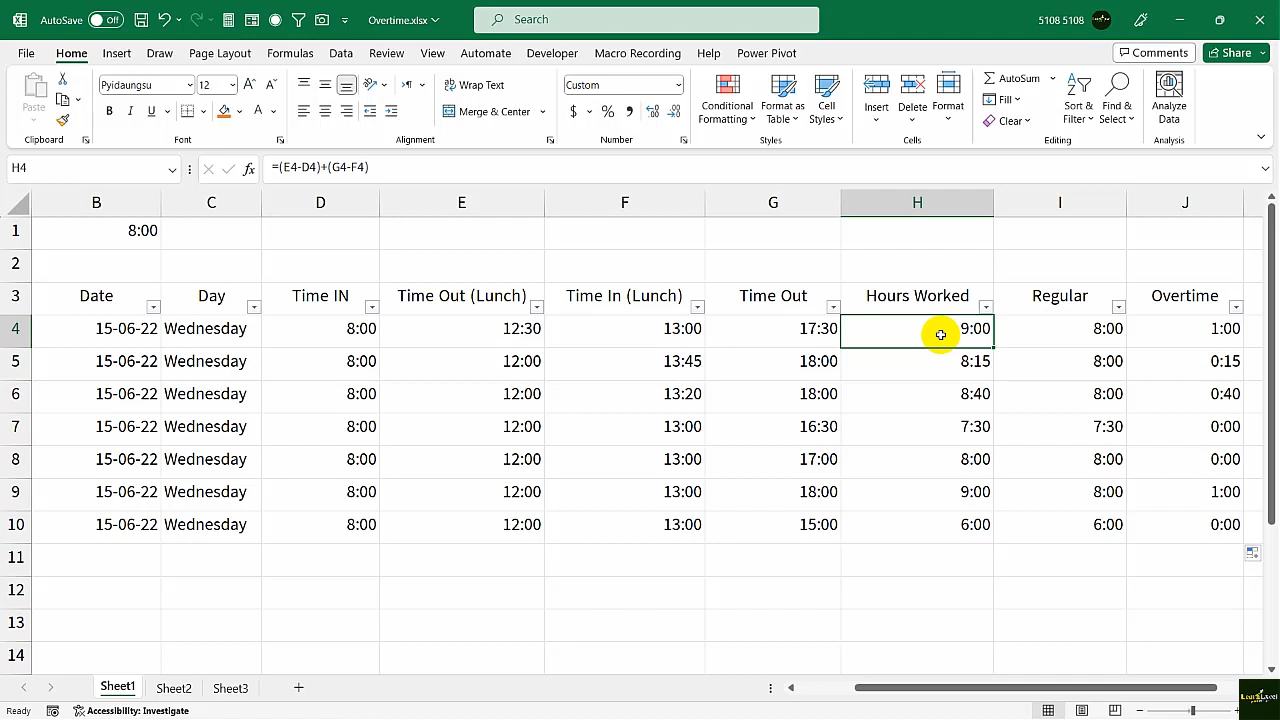 AutoSave Off Overtime.xlsx Search 5108 5108
File Home Insert Draw Page Layout Formulas Data Review View Automate Developer Macro Recording Help Power Pivot Comments Share
Paste Pyidaungsu 12 Wrap Text Custom Conditional Formatting Format as Table Cell Styles Insert Delete Format AutoSum Sort & Filter Find & Select Analyze Data
B I U A Merge & Center $ % Fill Clear
Clipboard Font Alignment Number Styles Cells Editing Analysis
H4 fx =(E4-D4)+(G4-F4)
B C D E F G H I J
1 8:00
2
3 Date Day Time IN Time Out (Lunch) Time In (Lunch) Time Out Hours Worked Regular Overtime
4 15-06-22 Wednesday 8:00 12:30 13:00 17:30 9:00 8:00 1:00
5 15-06-22 Wednesday 8:00 12:00 13:45 18:00 8:15 8:00 0:15
6 15-06-22 Wednesday 8:00 12:00 13:20 18:00 8:40 8:00 0:40
7 15-06-22 Wednesday 8:00 12:00 13:00 16:30 7:30 7:30 0:00
8 15-06-22 Wednesday 8:00 12:00 13:00 17:00 8:00 8:00 0:00
9 15-06-22 Wednesday 8:00 12:00 13:00 18:00 9:00 8:00 1:00
10 15-06-22 Wednesday 8:00 12:00 13:00 15:00 6:00 6:00 0:00
11
12
13
14
Sheet1 Sheet2 Sheet3
Ready Accessibility: Investigate